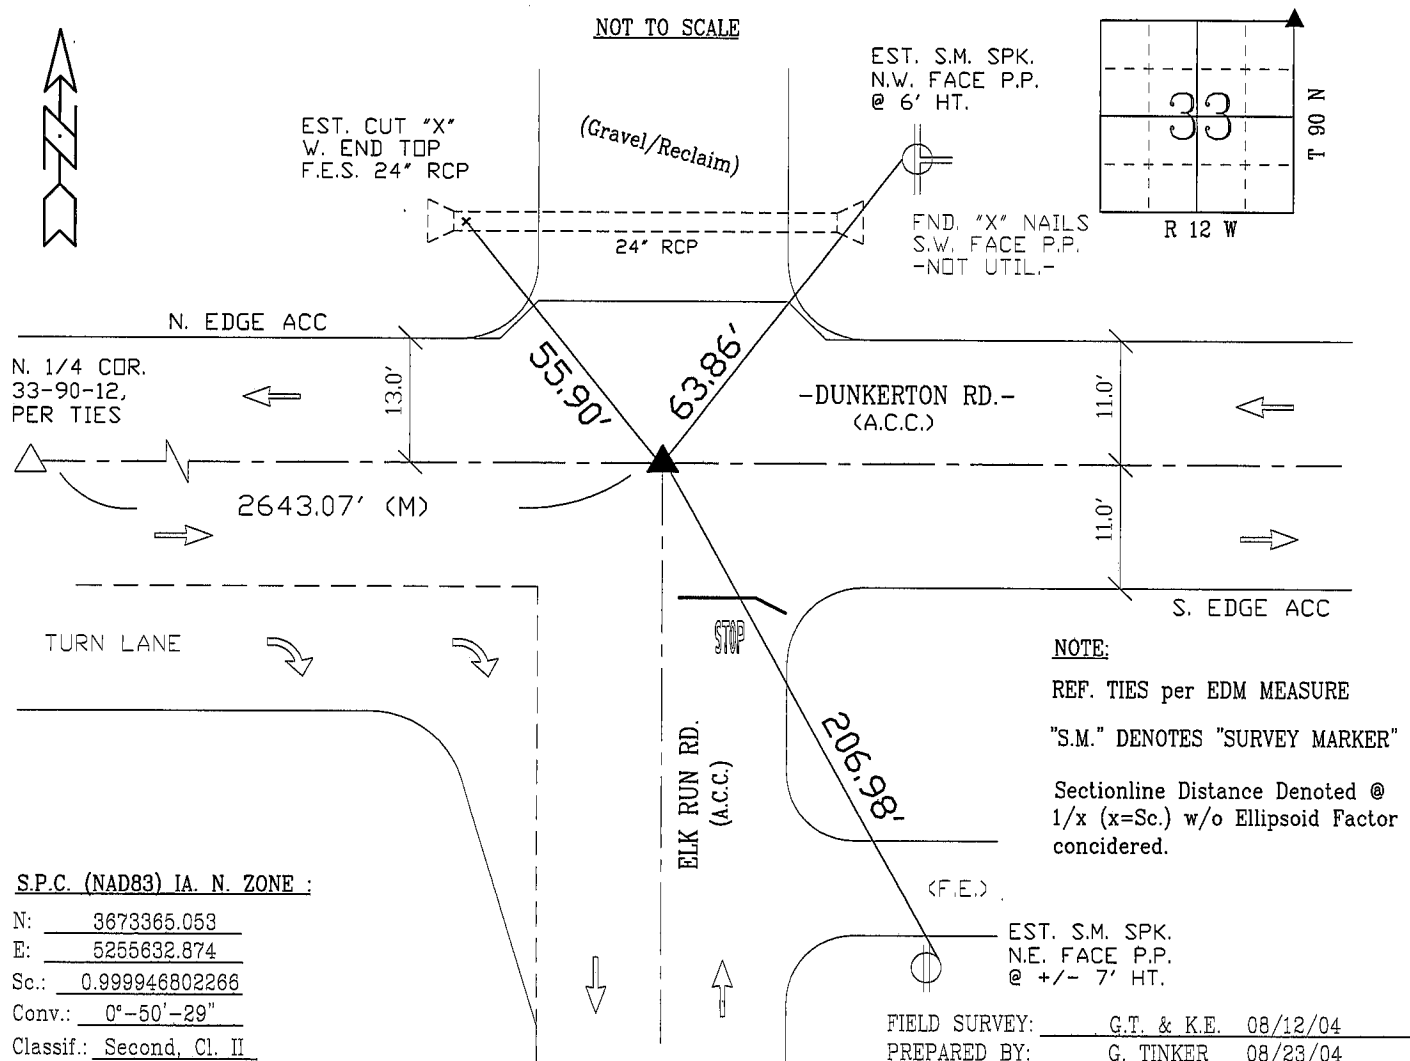 NOT TO SCALE
EST. S.M. SPK.
N.W. FACE P.P.
@ 6' HT.
33
T 90 N
R 12 W
N
EST. CUT "X"
W. END TOP
F.E.S. 24" RCP
(Gravel/Reclaim)
x
24" RCP
FND. "X" NAILS
S.W. FACE P.P.
-NOT UTIL.-
N. EDGE ACC
N. 1/4 COR.
33-90-12,
PER TIES
13.0'
55.90'
63.86'
-DUNKERTON RD.-
(A.C.C.)
11.0'
2643.07' (M)
11.0'
S. EDGE ACC
TURN LANE
STOP
NOTE:
REF. TIES per EDM MEASURE
"S.M." DENOTES "SURVEY MARKER"
Sectionline Distance Denoted @
1/x (x=Sc.) w/o Ellipsoid Factor
concidered.
206.98'
ELK RUN RD.
(A.C.C.)
(F.E.)
S.P.C. (NAD83) IA. N. ZONE :
N: 3673365.053
E: 5255632.874
Sc.: 0.999946802266
Conv.: 0°-50'-29"
Classif.: Second, Cl. II
EST. S.M. SPK.
N.E. FACE P.P.
@ +/- 7' HT.
FIELD SURVEY: G.T. & K.E. 08/12/04
PREPARED BY: G. TINKER 08/23/04